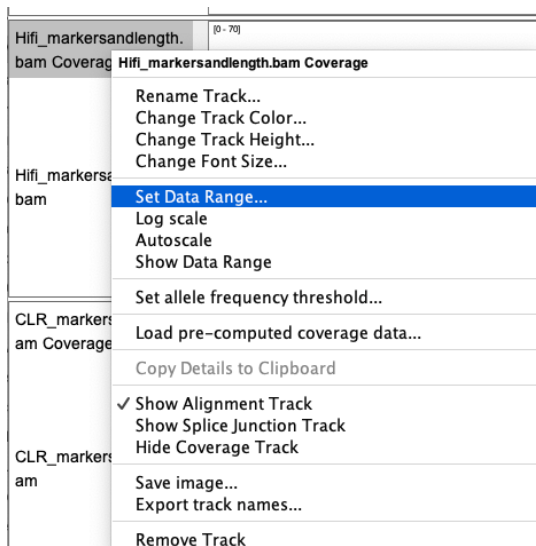 [0 - 70]
Hifi_markersandlength.
bam Coverag
Hifi_markersandlength.bam Coverage
Rename Track...
Change Track Color...
Change Track Height...
Change Font Size...
Hifi_markersa
bam
Set Data Range...
Log scale
Autoscale
Show Data Range
Set allele frequency threshold...
CLR_markers
am Coverage
Load pre-computed coverage data...
Copy Details to Clipboard
✓ Show Alignment Track
Show Splice Junction Track
Hide Coverage Track
CLR_markers
am
Save image...
Export track names...
Remove Track